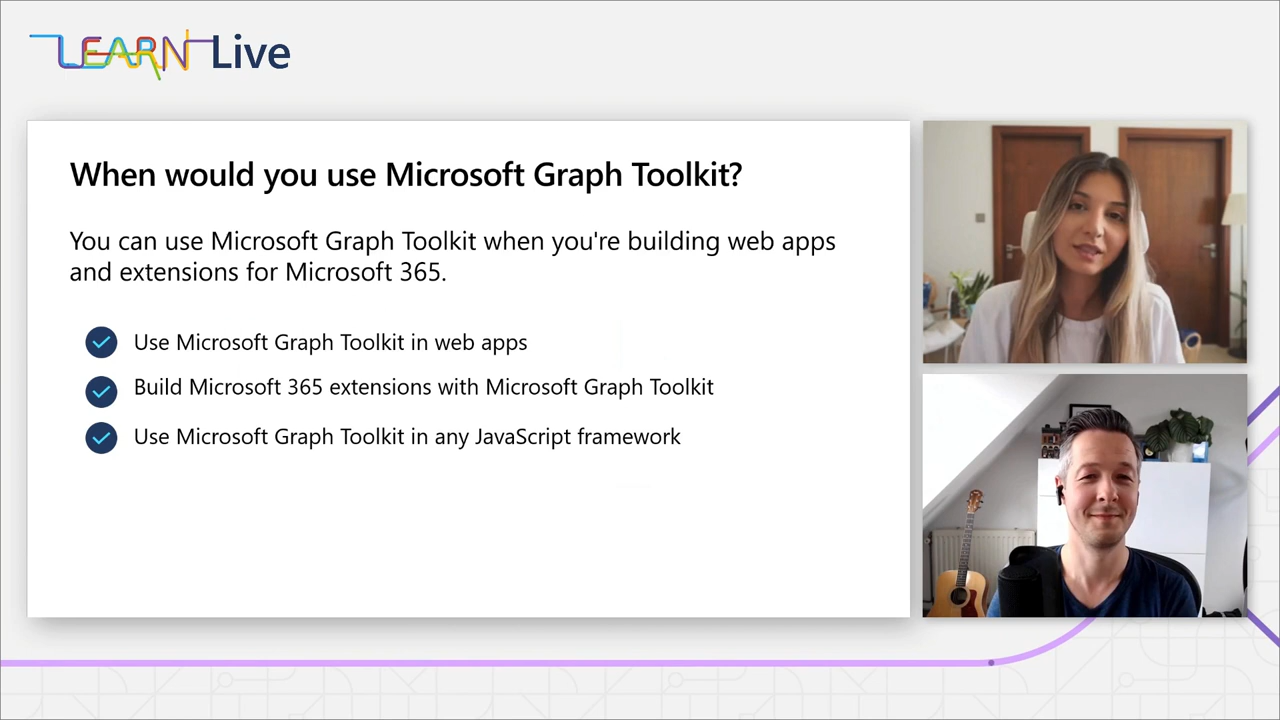 LEARN Live
When would you use Microsoft Graph Toolkit?
You can use Microsoft Graph Toolkit when you're building web apps
and extensions for Microsoft 365.
Use Microsoft Graph Toolkit in web apps
Build Microsoft 365 extensions with Microsoft Graph Toolkit
Use Microsoft Graph Toolkit in any JavaScript framework